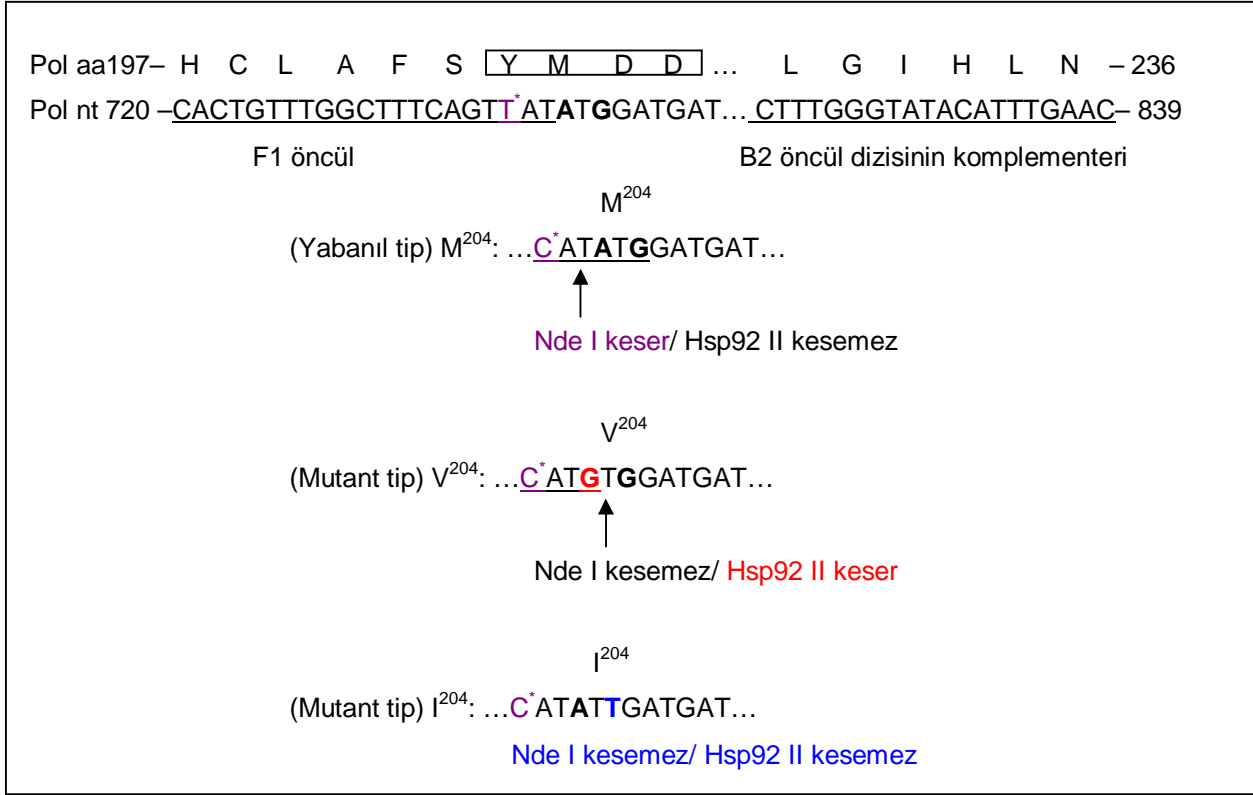 Pol aa197– H C L A F S Y M D D ... L G I H L N – 236
Pol nt 720 –CACTGTTTGGCTTTCAGTT*ATATGGATGAT... CTTTGGGTATACATTTGAAC– 839
F1 öncül B2 öncül dizisinin komplementeri
M204
(Yabanıl tip) M204: ...C*ATATGGATGAT...
Nde I keser/ Hsp92 II kesemez
V204
(Mutant tip) V204: ...C*ATGTGGATGAT...
Nde I kesemez/ Hsp92 II keser
I204
(Mutant tip) I204: ...C*ATATTGATGAT...
Nde I kesemez/ Hsp92 II kesemez